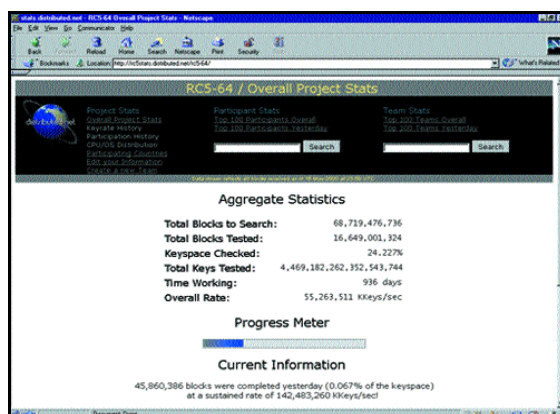 stats.distributed.net - RC5-64 Overall Project Stats - Netscape
File Edit View Go Communicator Help
Back Forward Reload Home Search Netscape Print Security
Bookmarks Location: http://rc5stats.distributed.net/rc5-64/ What's Related
RC5-64 / Overall Project Stats
distributed.net
Project Stats Participant Stats Team Stats
Overall Project Stats Top 100 Participants Overall Top 100 Teams Overall
Keyrate History Top 100 Participants Yesterday Top 100 Teams Yesterday
Participation History
CPU/OS Distribution Search Search
Participating Countries
Edit your Information
Create a new Team
Aggregate Statistics
Total Blocks to Search: 68,719,476,736
Total Blocks Tested: 16,649,001,324
Keyspace Checked: 24.227%
Total Keys Tested: 4,469,182,262,352,543,744
Time Working: 936 days
Overall Rate: 55,263,511 KKeys/sec
Progress Meter
Current Information
45,860,386 blocks were completed yesterday (0.067% of the keyspace)
at a sustained rate of 142,483,260 KKeys/sec!
Document: Done